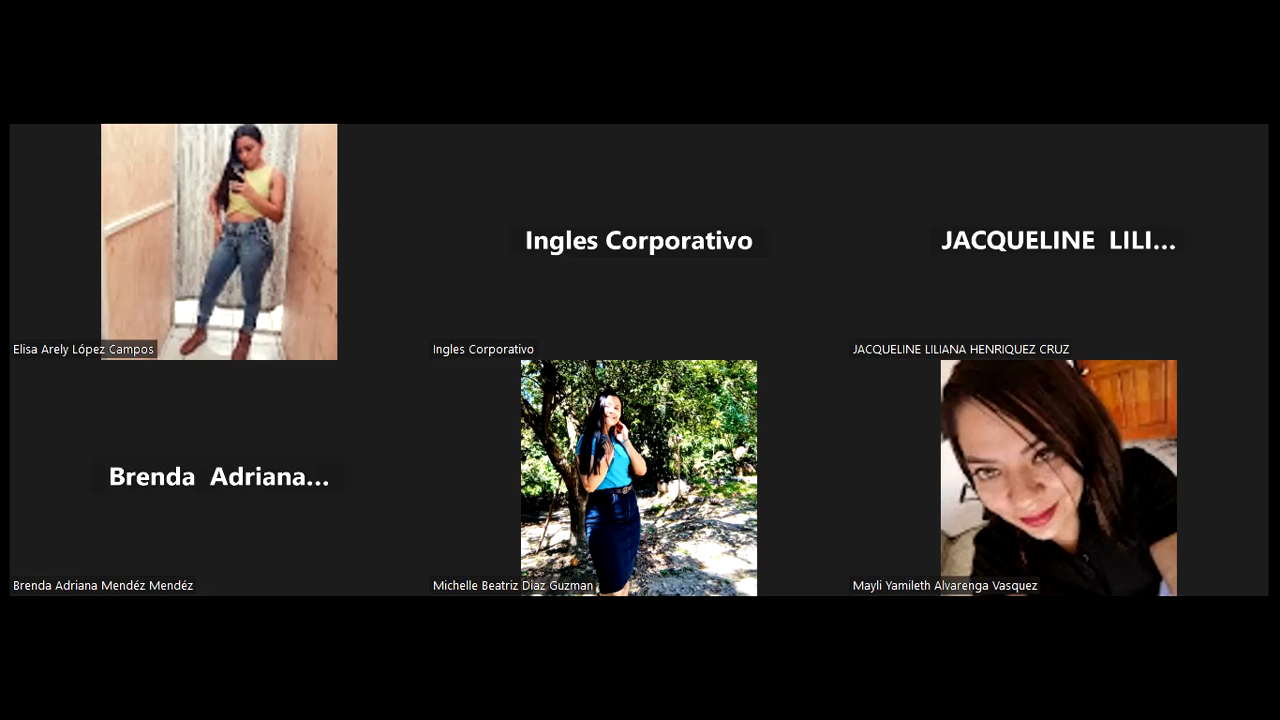 Ingles Corporativo
JACQUELINE LILI...
Elisa Arely López Campos
Ingles Corporativo
JACQUELINE LILIANA HENRIQUEZ CRUZ
Brenda Adriana...
Brenda Adriana Mendéz Mendéz
Michelle Beatriz Diaz Guzman
Mayli Yamileth Alvarenga Vasquez